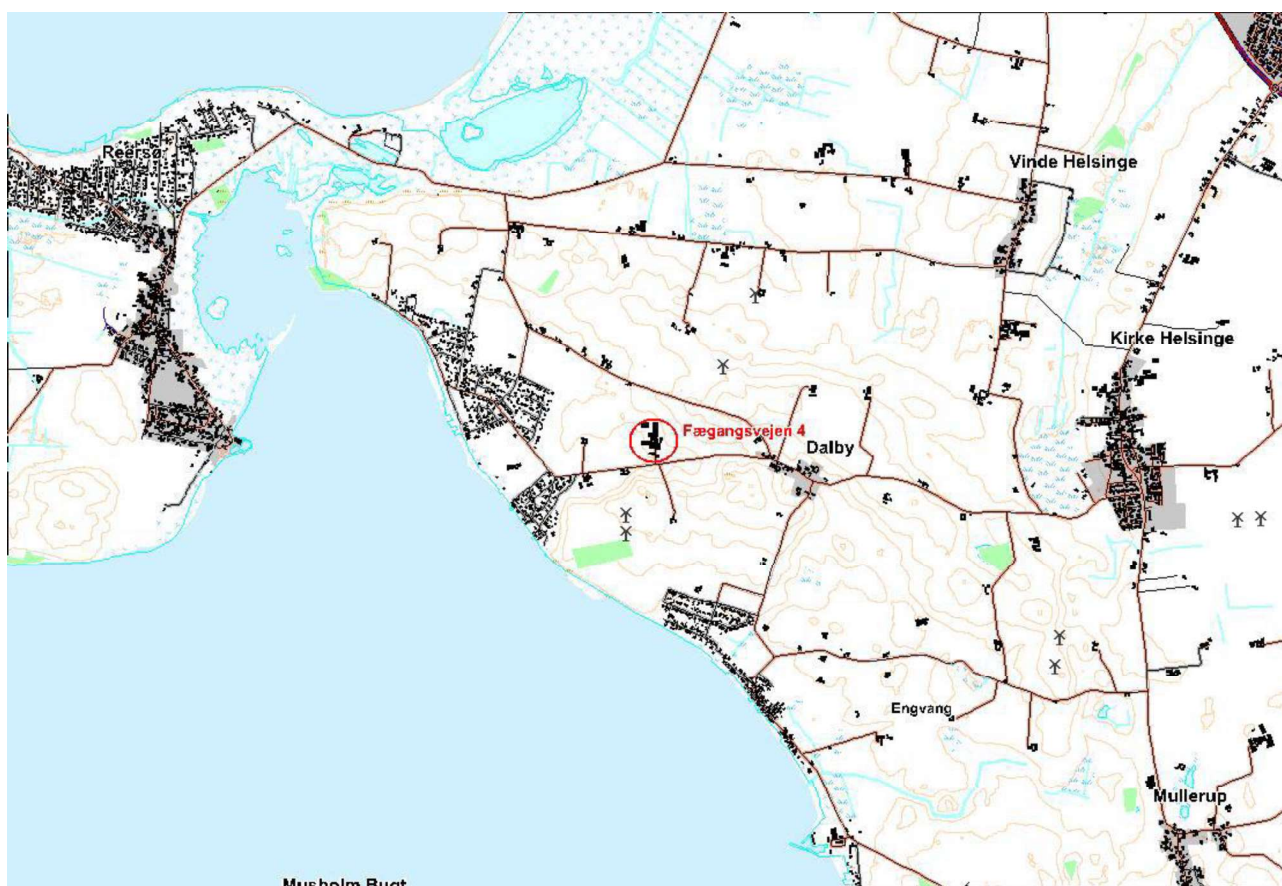 Reersø
Vinde Helsinge
Kirke Helsinge
Fægangsvejen 4
Dalby
Engvang
Mullerup
Musholm Bugt